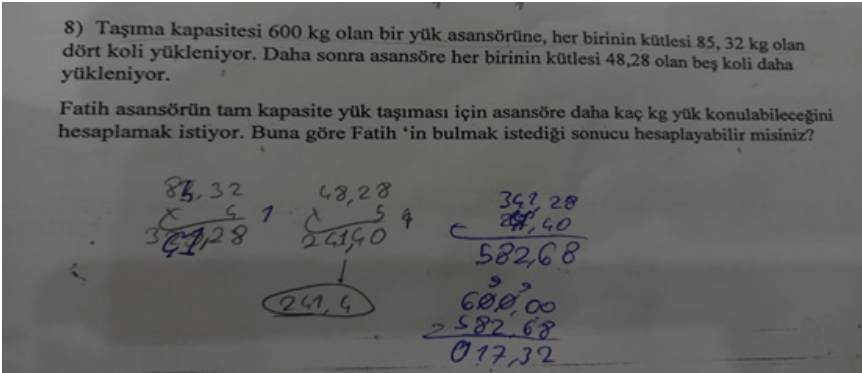 8) Taşıma kapasitesi 600 kg olan bir yük asansörüne, her birinin kütlesi 85, 32 kg olan
dört koli yükleniyor. Daha sonra asansöre her birinin kütlesi 48,28 olan beş koli daha
yükleniyor.
Fatih asansörün tam kapasite yük taşıması için asansöre daha kaç kg yük konulabileceğini
hesaplamak istiyor. Buna göre Fatih ‘in bulmak istediği sonucu hesaplayabilir misiniz?
85,32
x 4 1
341,28
48,28
x 5 4
241,40
241,4
341,28
241,40
582,68
9 9
600,00
582,68
017,32